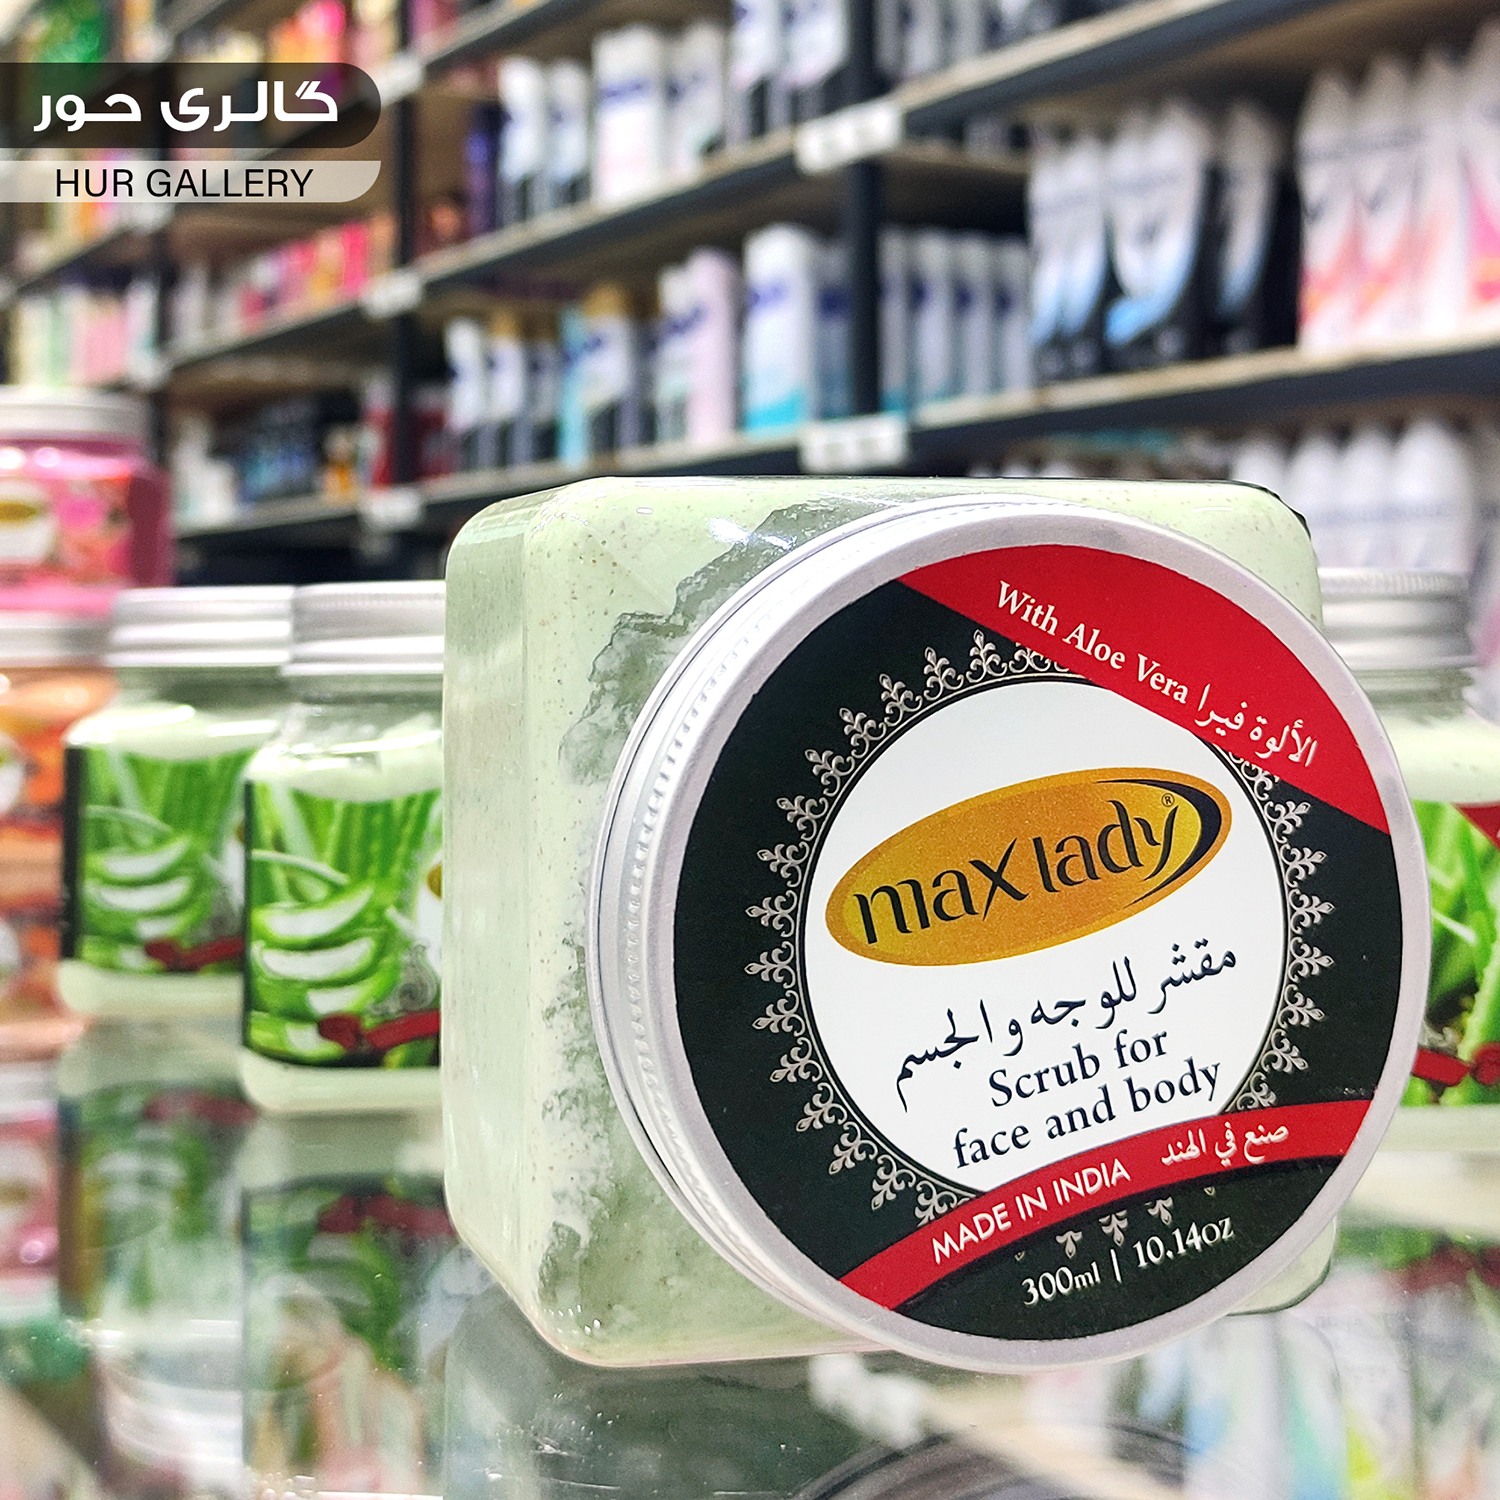 گالری حور
HUR GALLERY
With Aloe Vera الألوة فيرا
max lady®
مقشر للوجه والجسم
Scrub for
face and body
MADE IN INDIA صنع في الهند
300ml | 10.14oz